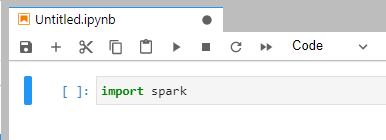 Untitled.ipynb
Code
[ ]: import spark